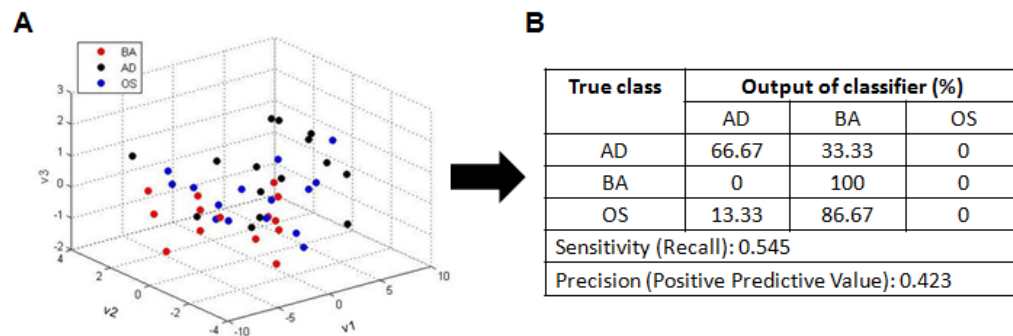 A
BA
AD
OS
3
2
1
0
-1
-2
v3
4
2
0
-2
-4
v2
-10
-5
0
5
10
v1
B
True class Output of classifier (%)
AD BA OS
AD 66.67 33.33 0
BA 0 100 0
OS 13.33 86.67 0
Sensitivity (Recall): 0.545
Precision (Positive Predictive Value): 0.423